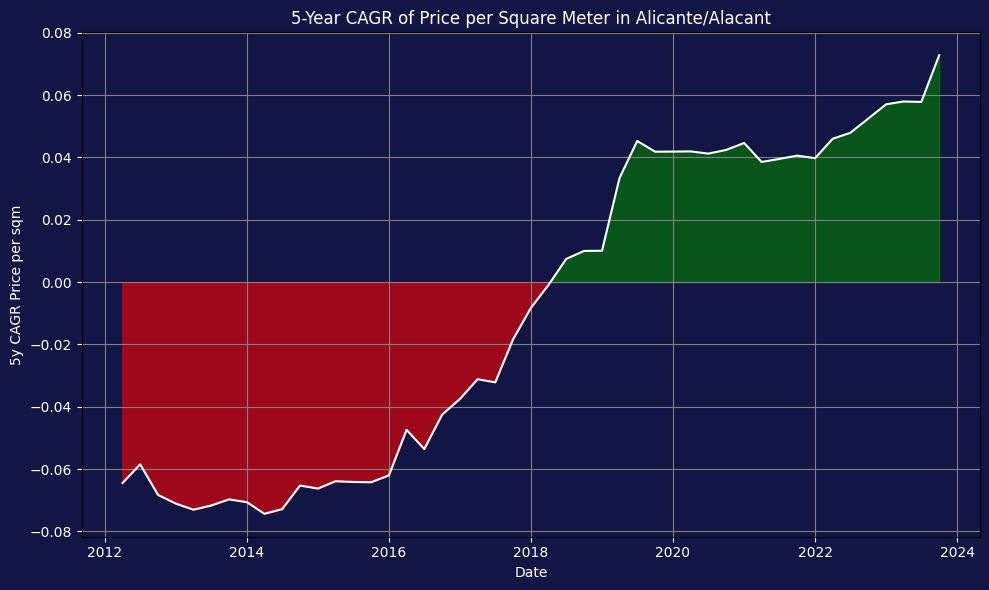 5-Year CAGR of Price per Square Meter in Alicante/Alacant
0.08
0.06
0.04
0.02
0.00
−0.02
−0.04
−0.06
−0.08
5y CAGR Price per sqm
2012 2014 2016 2018 2020 2022 2024
Date